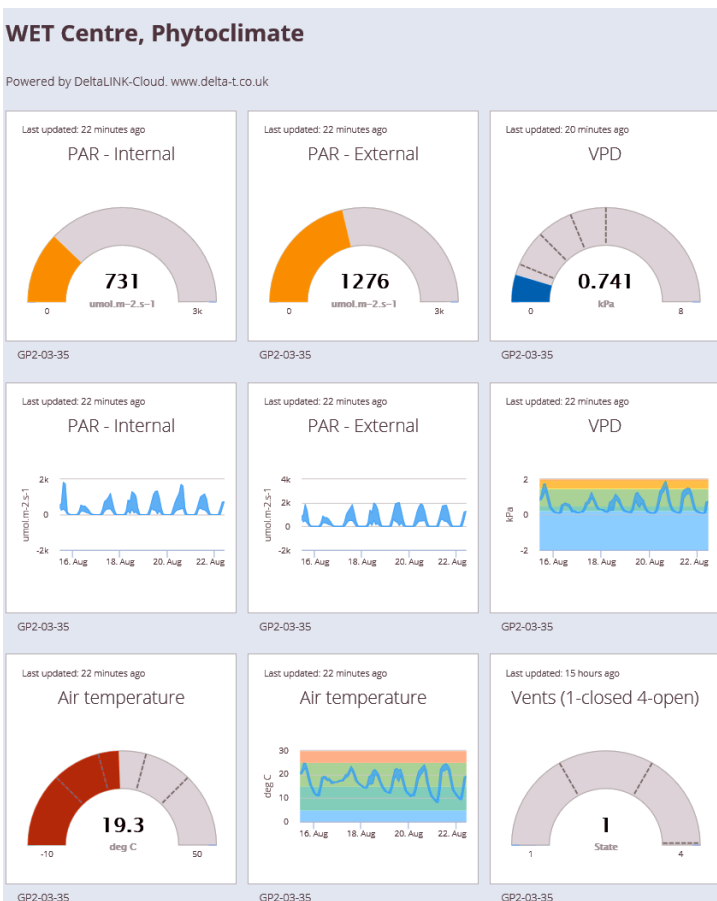 WET Centre, Phytoclimate
Powered by DeltaLINK-Cloud. www.delta-t.co.uk
Last updated: 22 minutes ago
PAR - Internal
731
umol.m-2.s-1
0
3k
GP2-03-35
Last updated: 22 minutes ago
PAR - External
1276
umol.m-2.s-1
0
3k
GP2-03-35
Last updated: 20 minutes ago
VPD
0.741
kPa
0
8
GP2-03-35
Last updated: 22 minutes ago
PAR - Internal
umol.m-2.s-1
2k
0
-2k
16. Aug 18. Aug 20. Aug 22. Aug
GP2-03-35
Last updated: 22 minutes ago
PAR - External
umol.m-2.s-1
4k
2k
0
-2k
16. Aug 18. Aug 20. Aug 22. Aug
GP2-03-35
Last updated: 22 minutes ago
VPD
kPa
2
0
-2
16. Aug 18. Aug 20. Aug 22. Aug
GP2-03-35
Last updated: 22 minutes ago
Air temperature
19.3
deg C
-10
50
GP2-03-35
Last updated: 22 minutes ago
Air temperature
deg C
30
20
10
0
16. Aug 18. Aug 20. Aug 22. Aug
GP2-03-35
Last updated: 15 hours ago
Vents (1-closed 4-open)
1
State
1
4
GP2-03-35